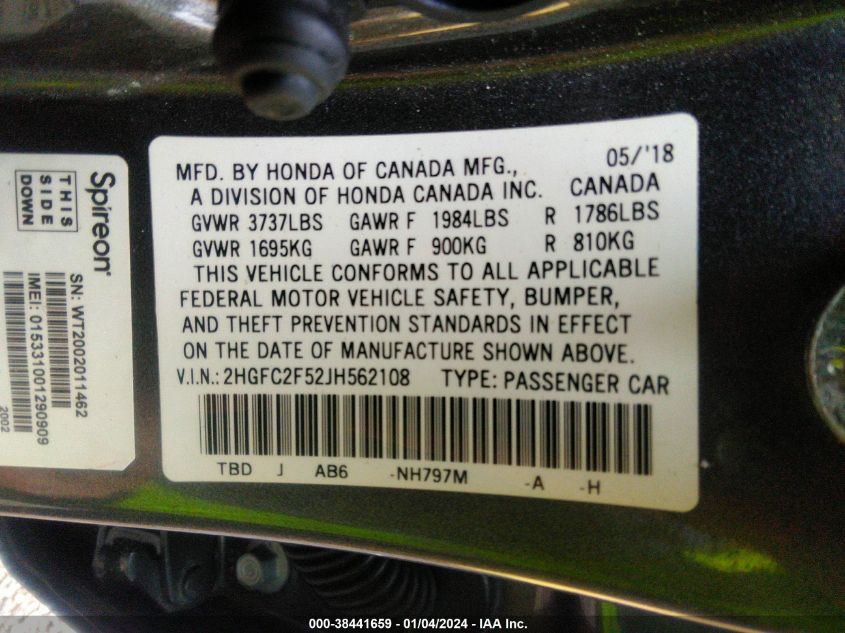 MFD. BY HONDA OF CANADA MFG., 05/'18
A DIVISION OF HONDA CANADA INC. CANADA
GVWR 3737LBS GAWR F 1984LBS R 1786LBS
GVWR 1695KG GAWR F 900KG R 810KG
THIS VEHICLE CONFORMS TO ALL APPLICABLE
FEDERAL MOTOR VEHICLE SAFETY, BUMPER,
AND THEFT PREVENTION STANDARDS IN EFFECT
ON THE DATE OF MANUFACTURE SHOWN ABOVE.
V.I.N.: 2HGFC2F52JH562108 TYPE: PASSENGER CAR
TBD J AB6 -NH797M -A -H
Spireon
THIS
SIDE
DOWN
SN: WT2002011462
IMEI: 015331001290909
2002
000-38441659 - 01/04/2024 - IAA Inc.